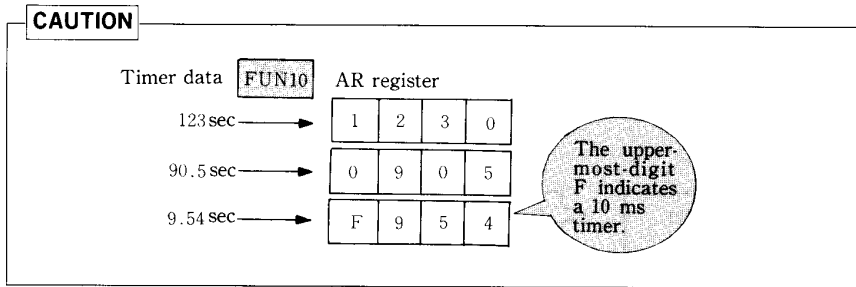 CAUTION
Timer data FUN10 AR register
123 sec 1 2 3 0
90.5 sec 0 9 0 5
9.54 sec F 9 5 4
The upper-
most-digit
F indicates
a 10 ms
timer.